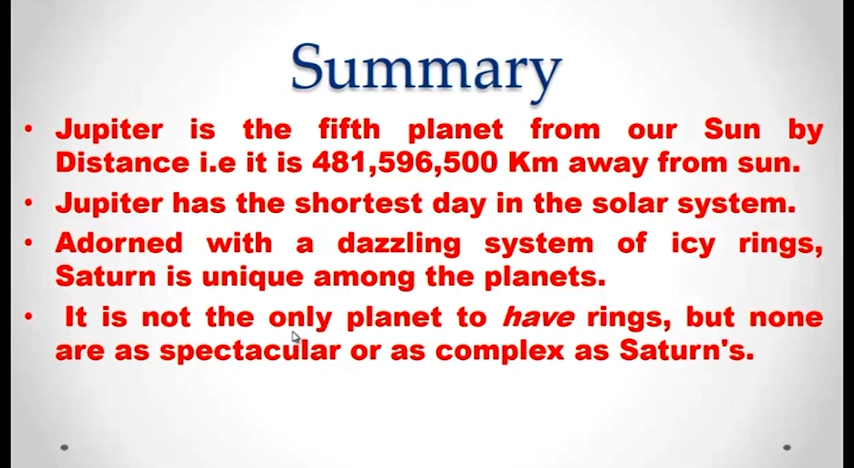 Summary
• Jupiter is the fifth planet from our Sun by
Distance i.e it is 481,596,500 Km away from sun.
• Jupiter has the shortest day in the solar system.
• Adorned with a dazzling system of icy rings,
Saturn is unique among the planets.
• It is not the only planet to have rings, but none
are as spectacular or as complex as Saturn's.